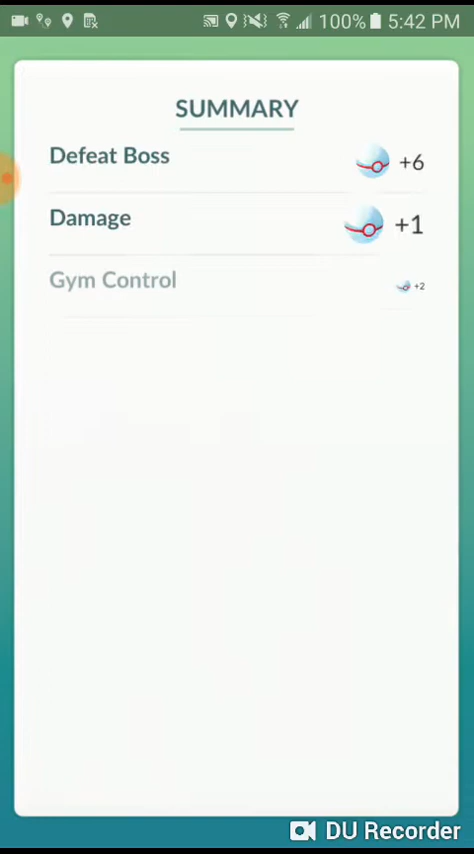 100% 5:42 PM
SUMMARY
Defeat Boss +6
Damage +1
Gym Control +2
DU Recorder